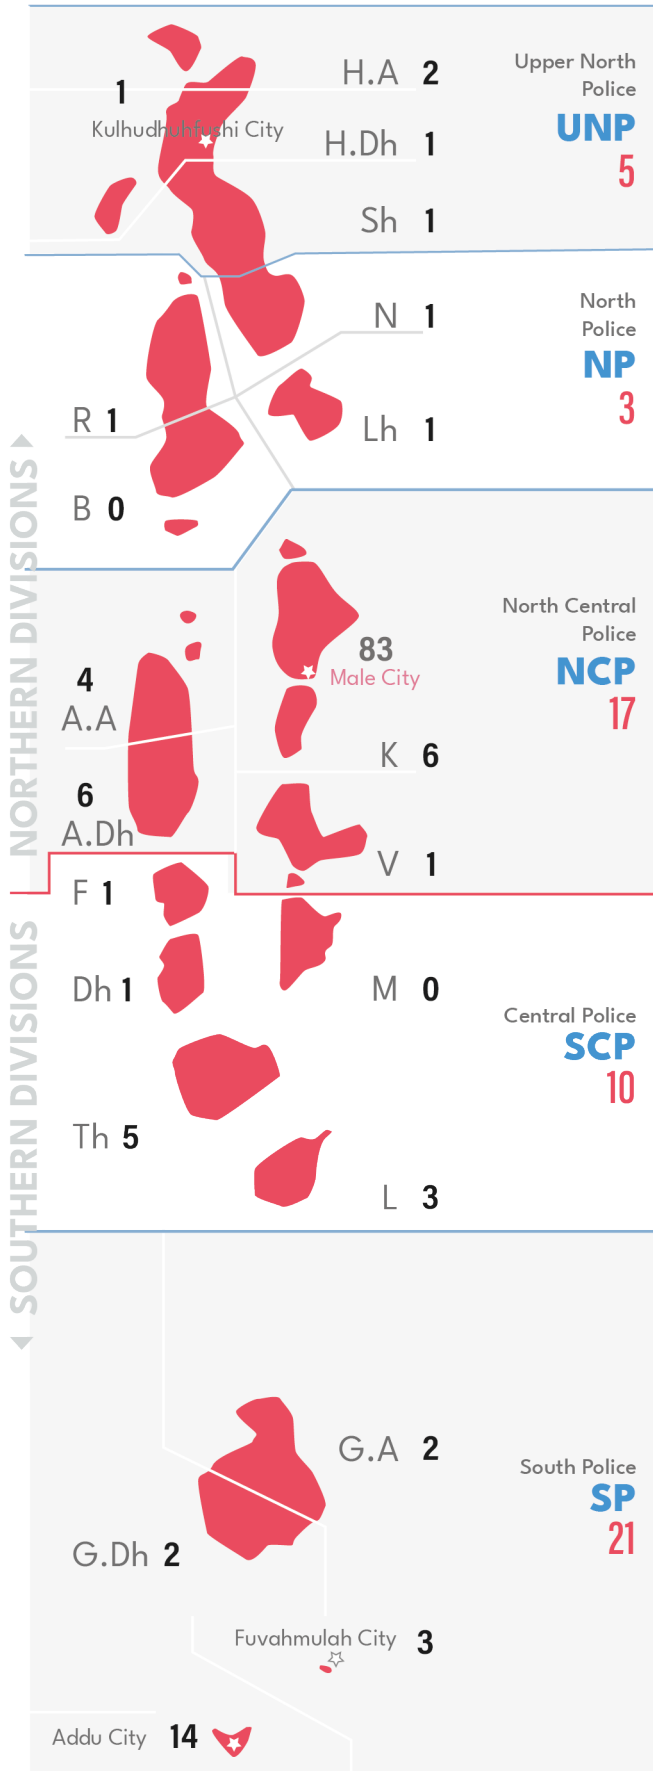 H.A 2
Upper North
Police
UNP
5
1
Kulhudhuhfushi City
H.Dh 1
Sh 1
N 1
North
Police
NP
3
R 1
Lh 1
B 0
NORTHERN DIVISIONS
North Central
Police
NCP
17
83
Male City
4
A.A
K 6
6
A.Dh
V 1
F 1
SOUTHERN DIVISIONS
Dh 1
M 0
Central Police
SCP
10
Th 5
L 3
G.A 2
South Police
SP
21
G.Dh 2
Fuvahmulah City 3
Addu City 14